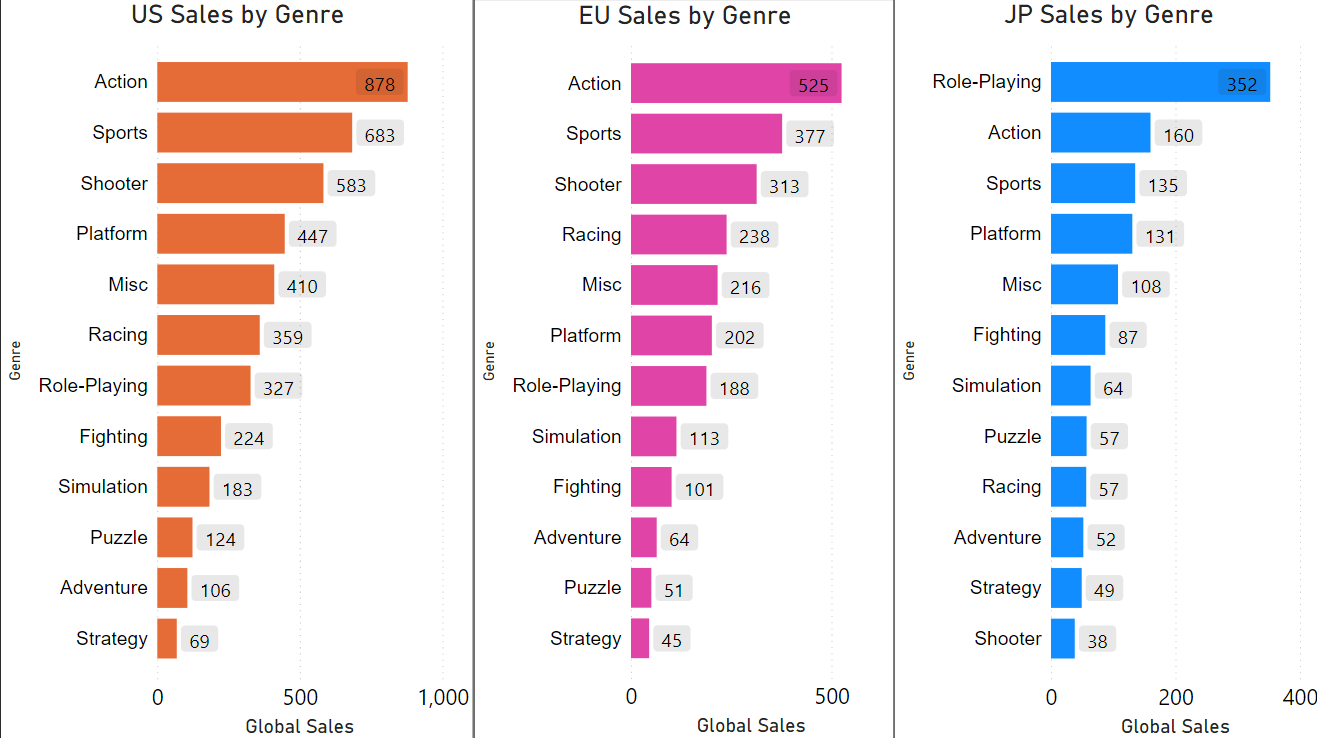 US Sales by Genre
Genre
Action 878
Sports 683
Shooter 583
Platform 447
Misc 410
Racing 359
Role-Playing 327
Fighting 224
Simulation 183
Puzzle 124
Adventure 106
Strategy 69
0 500 1,000
Global Sales
EU Sales by Genre
Genre
Action 525
Sports 377
Shooter 313
Racing 238
Misc 216
Platform 202
Role-Playing 188
Simulation 113
Fighting 101
Adventure 64
Puzzle 51
Strategy 45
0 500
Global Sales
JP Sales by Genre
Genre
Role-Playing 352
Action 160
Sports 135
Platform 131
Misc 108
Fighting 87
Simulation 64
Puzzle 57
Racing 57
Adventure 52
Strategy 49
Shooter 38
0 200 400
Global Sales